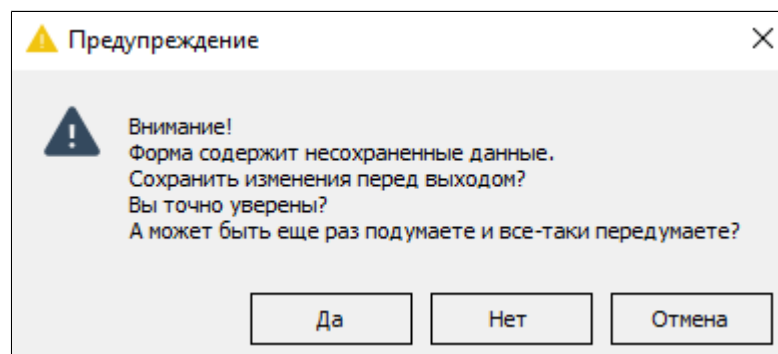 Предупреждение
Внимание!
Форма содержит несохраненные данные.
Сохранить изменения перед выходом?
Вы точно уверены?
А может быть еще раз подумаете и все-таки передумаете?
Да
Нет
Отмена